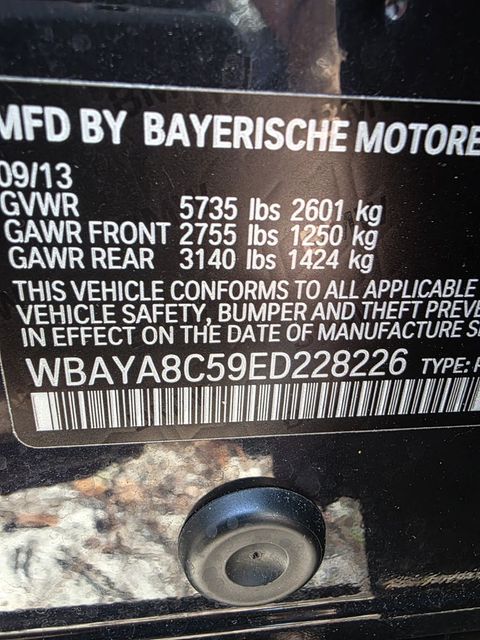 MFD BY BAYERISCHE MOTORE
09/13
GVWR 5735 lbs 2601 kg
GAWR FRONT 2755 lbs 1250 kg
GAWR REAR 3140 lbs 1424 kg
THIS VEHICLE CONFORMS TO ALL APPLICABLE
VEHICLE SAFETY, BUMPER AND THEFT PREVE
IN EFFECT ON THE DATE OF MANUFACTURE S
WBAYA8C59ED228226 TYPE: P